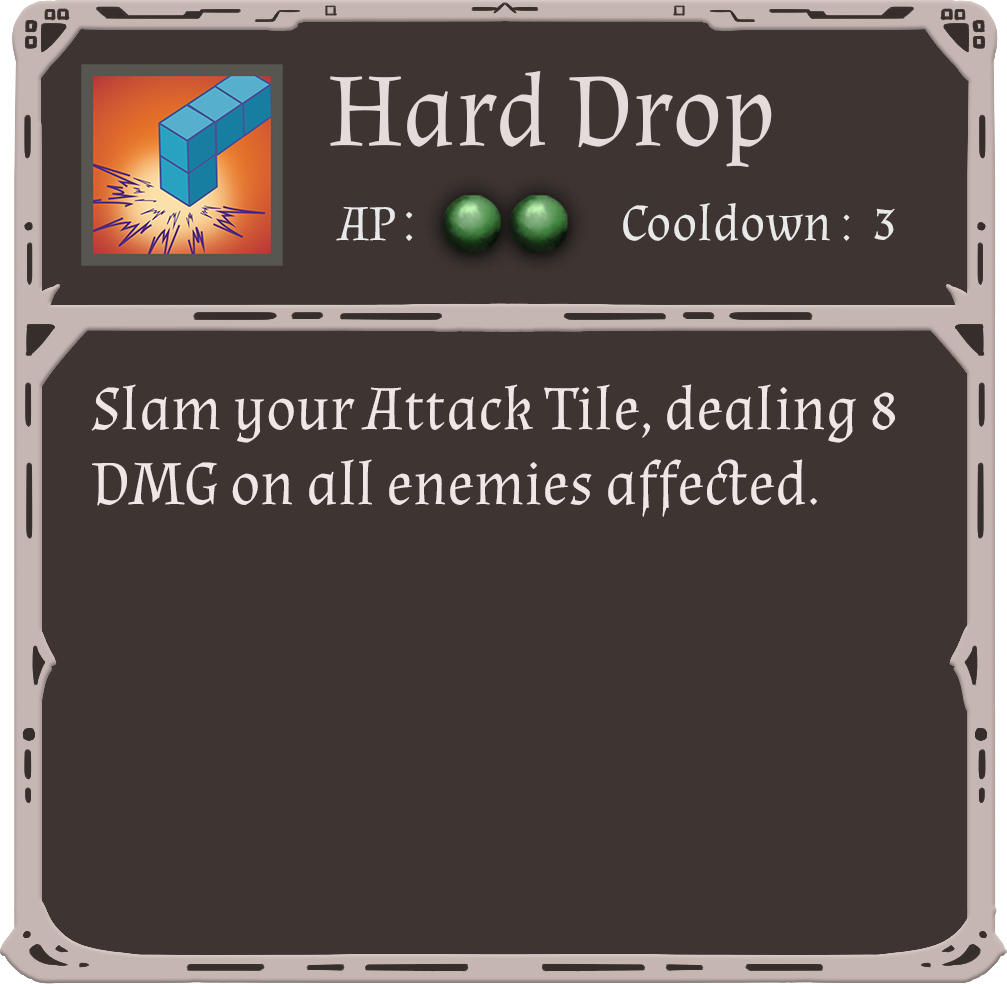 Hard Drop
AP: Cooldown: 3
Slam your Attack Tile, dealing 8
DMG on all enemies affected.